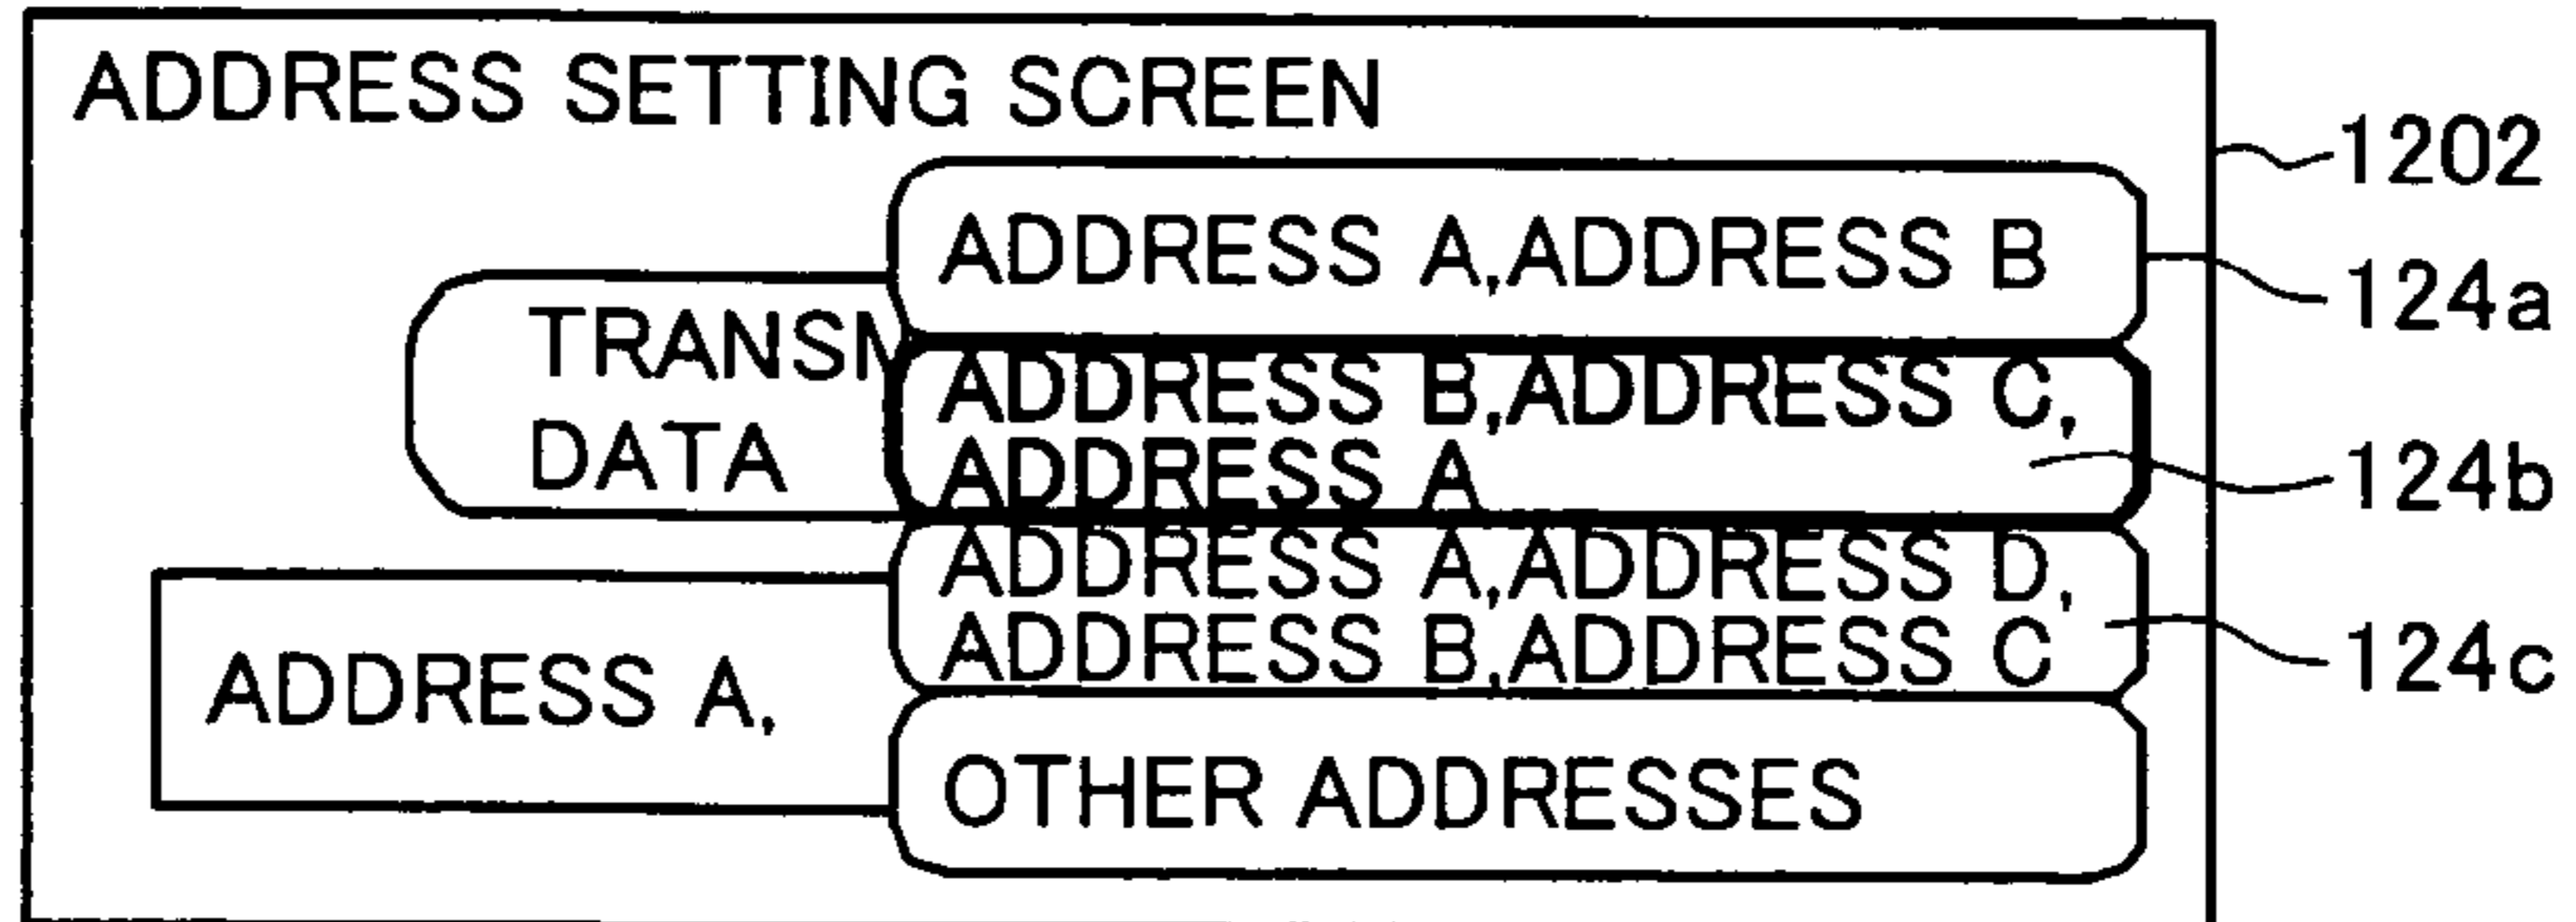 ADDRESS SETTING SCREEN
1202
ADDRESS A,ADDRESS B
124a
TRANSM
DATA
ADDRESS B,ADDRESS C,
ADDRESS A
124b
ADDRESS A,ADDRESS D,
ADDRESS B,ADDRESS C
124c
ADDRESS A,
OTHER ADDRESSES